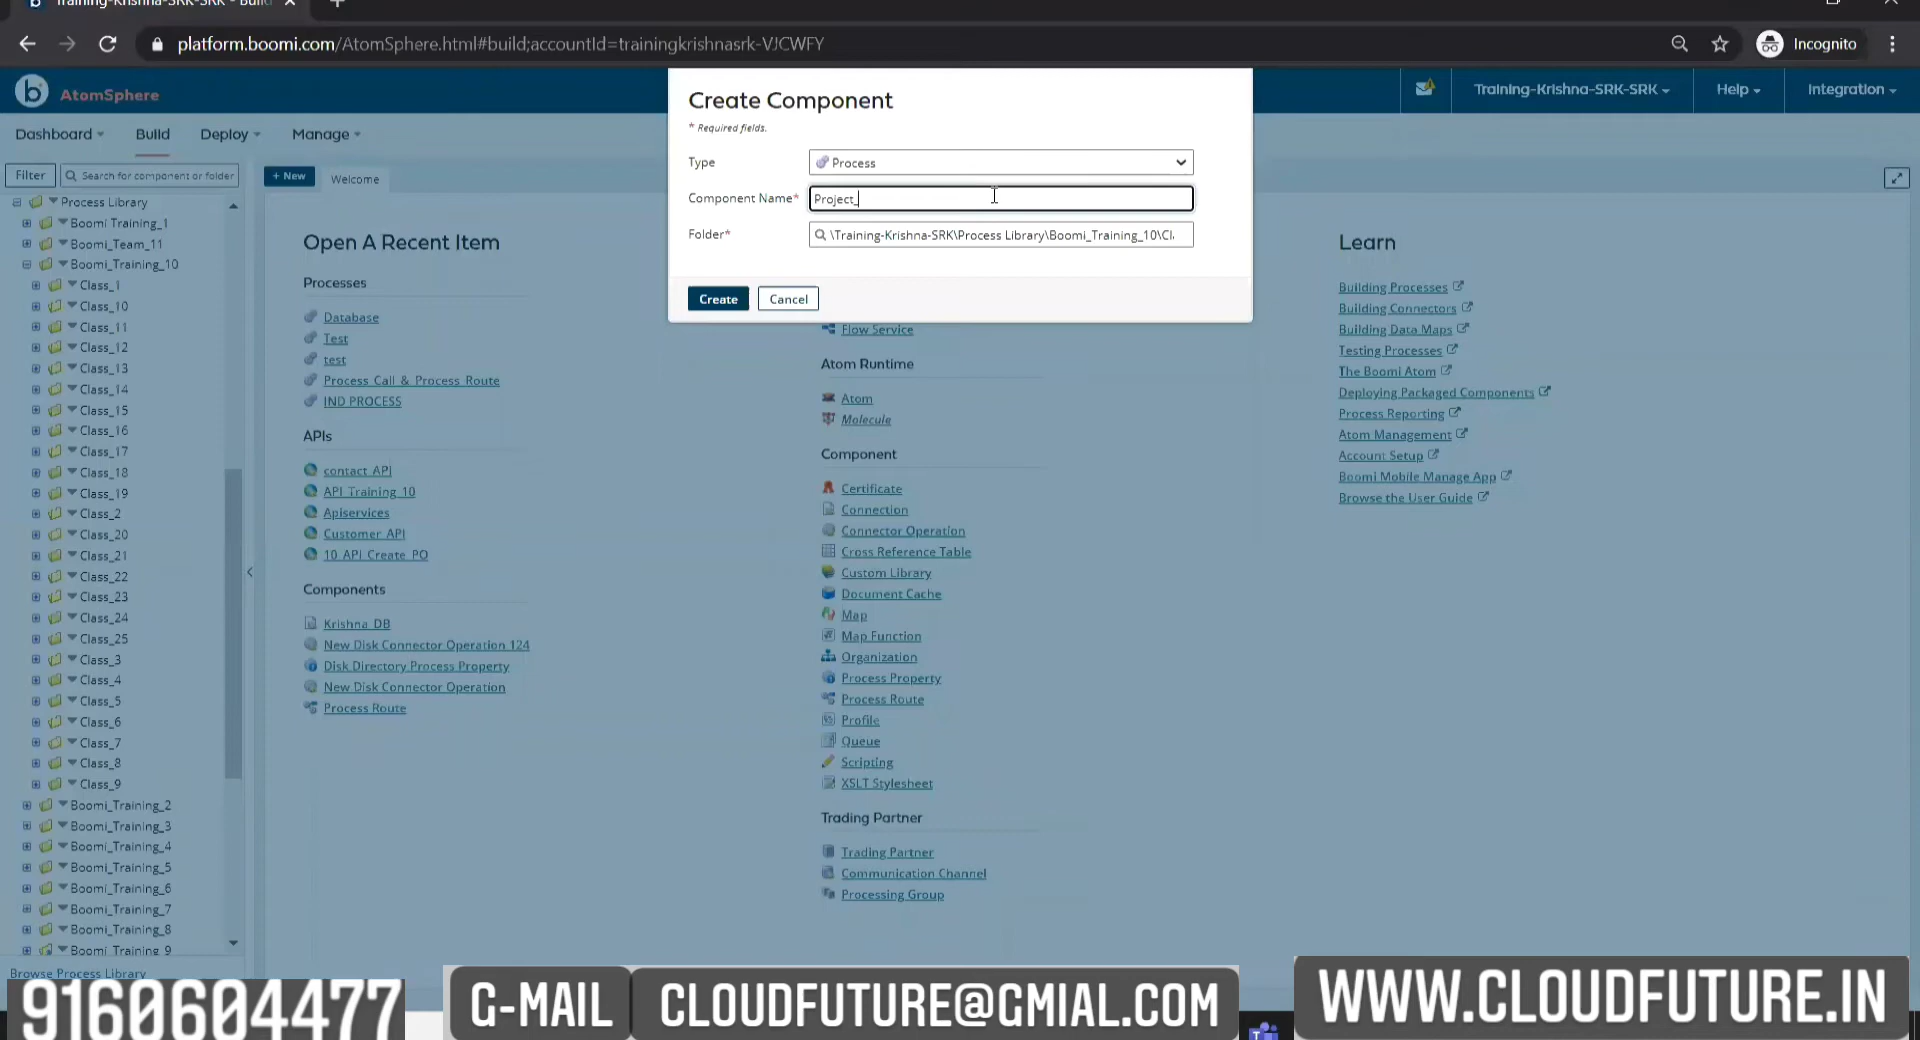 Training-Krishna-SRK-SRK - Build
platform.boomi.com/AtomSphere.html#build;accountId=trainingkrishnasrk-VJCWFY
Incognito
b AtomSphere
Training-Krishna-SRK-SRK
Help
Integration
Dashboard
Build
Deploy
Manage
Filter
Search for component or folder
+ New
Welcome
Create Component
* Required fields.
Type
Process
Component Name*
Project_
Folder*
\Training-Krishna-SRK\Process Library\Boomi_Training_10\Cl
Create
Cancel
Process Library
Boomi Training_1
Boomi_Team_11
Boomi_Training_10
Class_1
Class_10
Class_11
Class_12
Class_13
Class_14
Class_15
Class_16
Class_17
Class_18
Class_19
Class_2
Class_20
Class_21
Class_22
Class_23
Class_24
Class_25
Class_3
Class_4
Class_5
Class_6
Class_7
Class_8
Class_9
Boomi_Training_2
Boomi_Training_3
Boomi_Training_4
Boomi_Training_5
Boomi_Training_6
Boomi_Training_7
Boomi_Training_8
Boomi_Training_9
Browse Process Library
Open A Recent Item
Processes
Database
Test
test
Process Call & Process Route
IND PROCESS
APIs
contact API
API Training 10
Apiservices
Customer API
10 API Create PO
Components
Krishna DB
New Disk Connector Operation 124
Disk Directory Process Property
New Disk Connector Operation
Process Route
Flow Service
Atom Runtime
Atom
Molecule
Component
Certificate
Connection
Connector Operation
Cross Reference Table
Custom Library
Document Cache
Map
Map Function
Organization
Process Property
Process Route
Profile
Queue
Scripting
XSLT Stylesheet
Trading Partner
Trading Partner
Communication Channel
Processing Group
Learn
Building Processes
Building Connectors
Building Data Maps
Testing Processes
The Boomi Atom
Deploying Packaged Components
Process Reporting
Atom Management
Account Setup
Boomi Mobile Manage App
Browse the User Guide
9160604477
G-MAIL
CLOUDFUTURE@GMIAL.COM
WWW.CLOUDFUTURE.IN